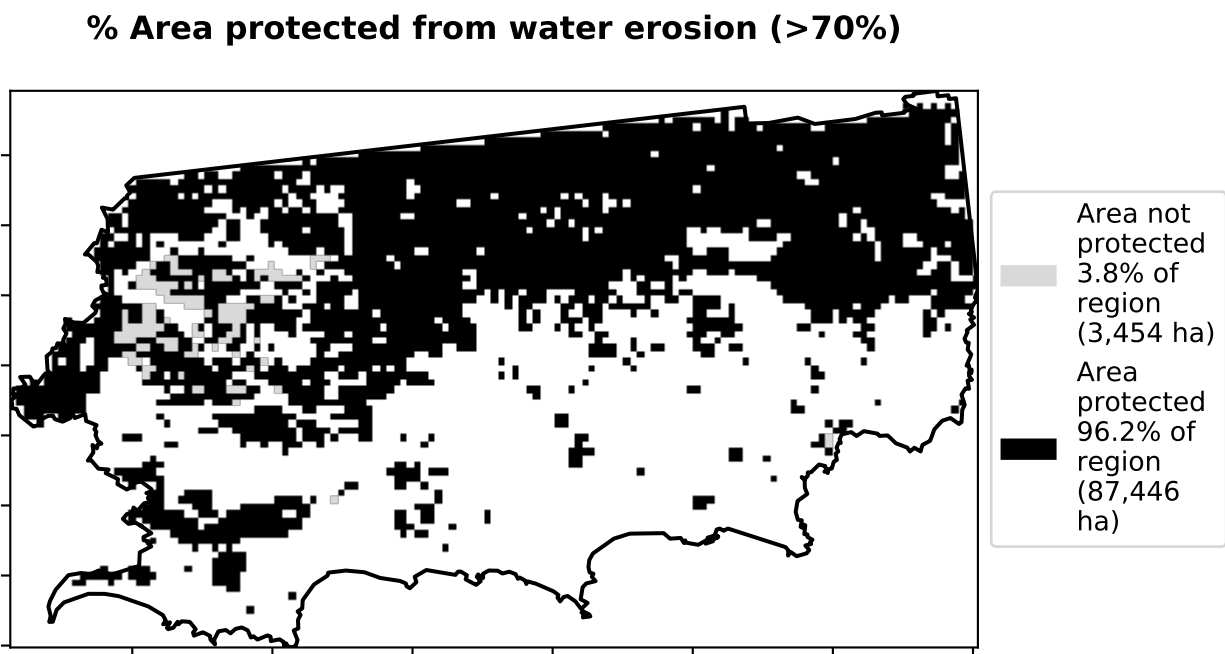 % Area protected from water erosion (>70%)
Area not
protected
3.8% of
region
(3,454 ha)
Area
protected
96.2% of
region
(87,446
ha)